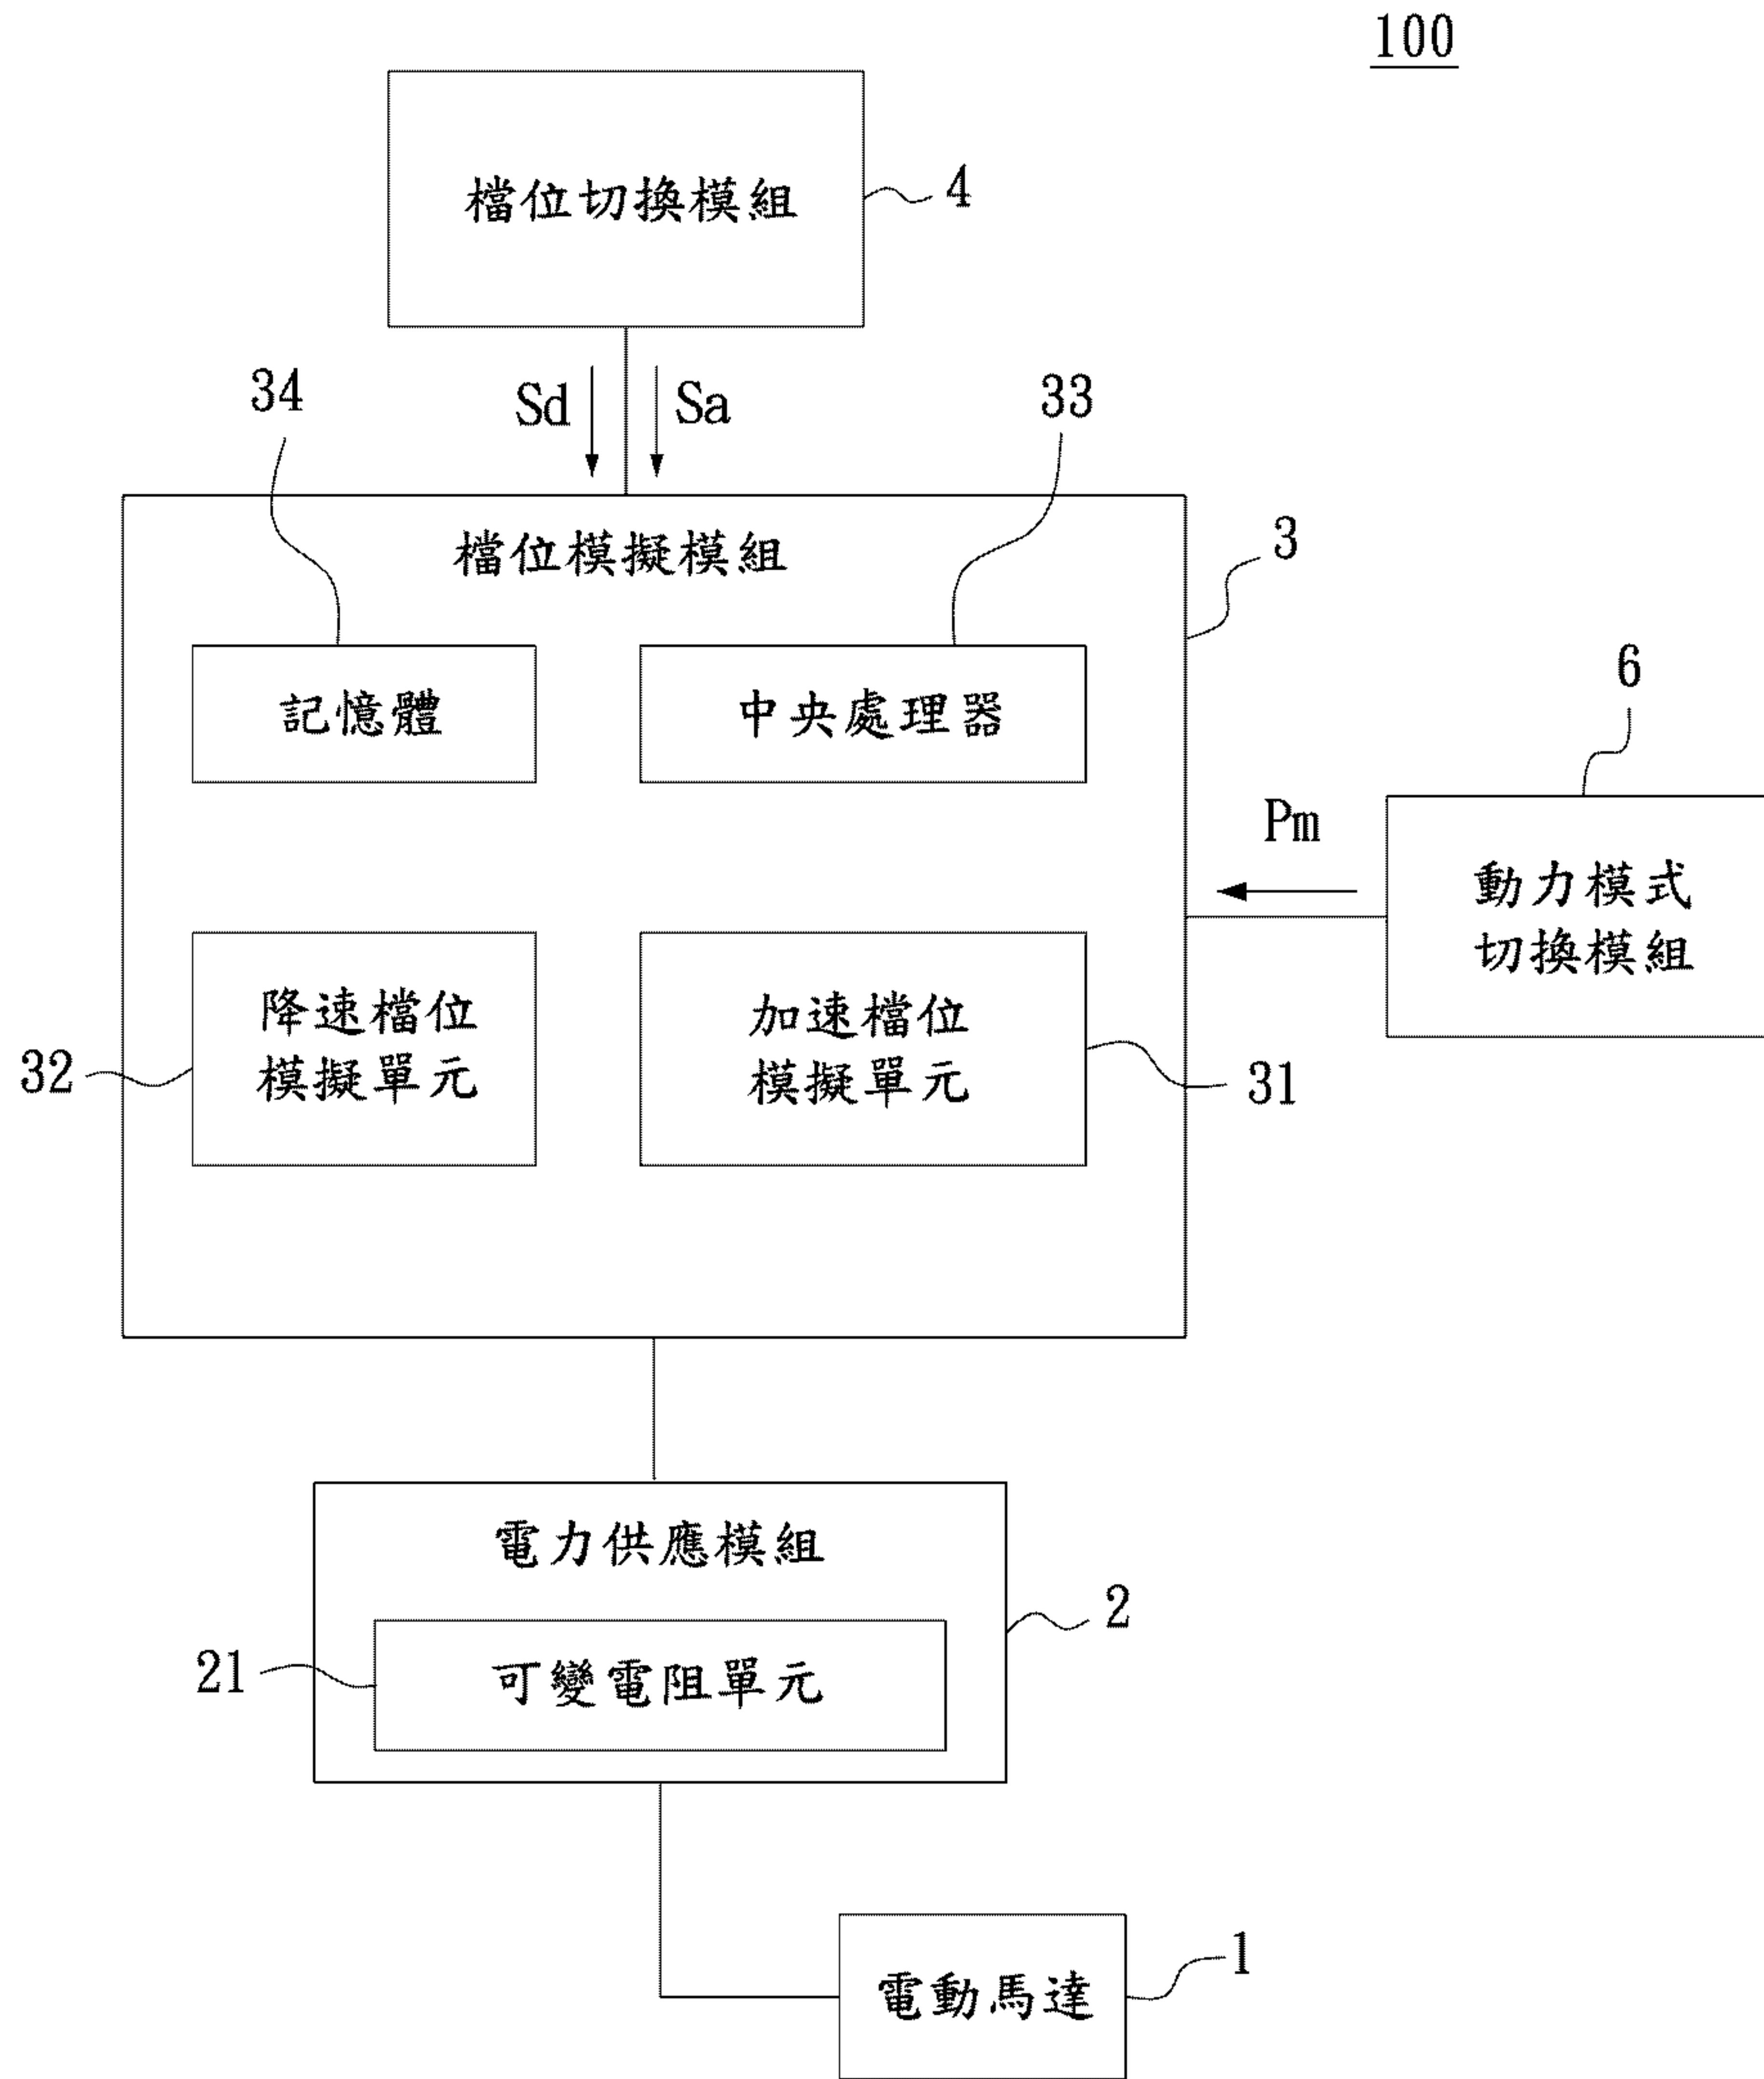 100
檔位切換模組
4
34
Sd
Sa
33
檔位模擬模組
3
記憶體
中央處理器
6
Pm
動力模式
切換模組
降速檔位
模擬單元
32
加速檔位
模擬單元
31
電力供應模組
2
21
可變電阻單元
電動馬達
1